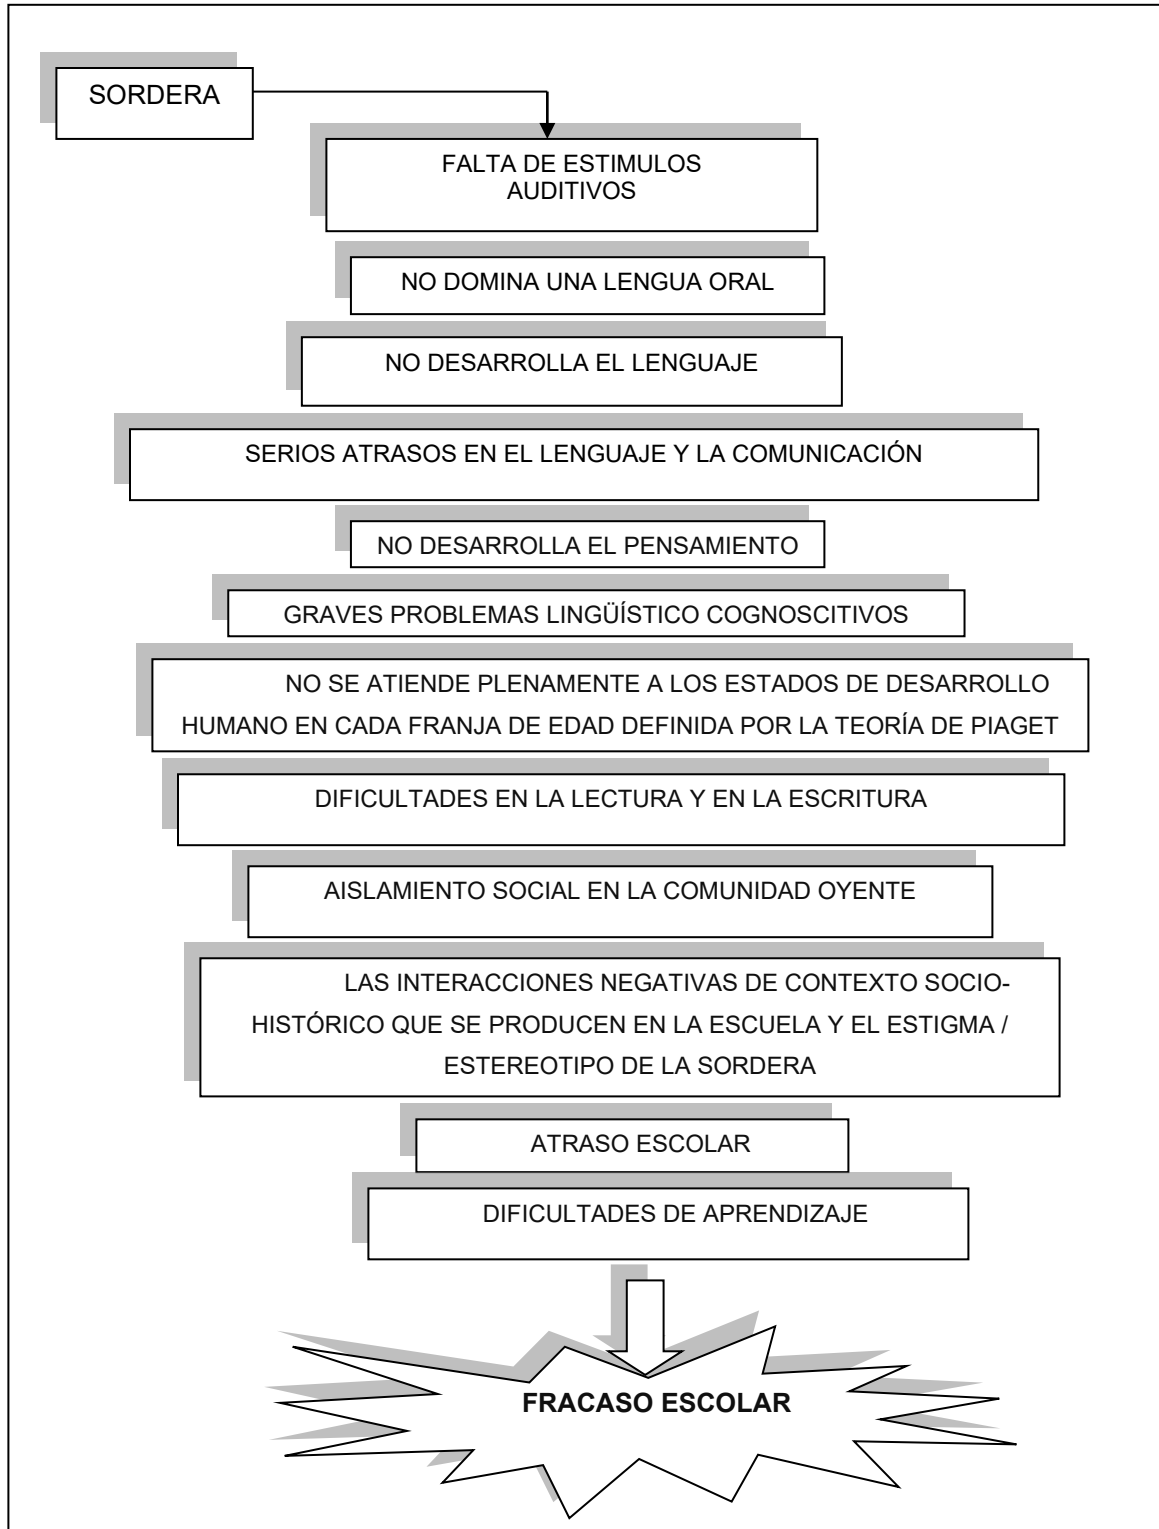 SORDERA
FALTA DE ESTIMULOS
AUDITIVOS
NO DOMINA UNA LENGUA ORAL
NO DESARROLLA EL LENGUAJE
SERIOS ATRASOS EN EL LENGUAJE Y LA COMUNICACIÓN
NO DESARROLLA EL PENSAMIENTO
GRAVES PROBLEMAS LINGÜÍSTICO COGNOSCITIVOS
NO SE ATIENDE PLENAMENTE A LOS ESTADOS DE DESARROLLO
HUMANO EN CADA FRANJA DE EDAD DEFINIDA POR LA TEORÍA DE PIAGET
DIFICULTADES EN LA LECTURA Y EN LA ESCRITURA
AISLAMIENTO SOCIAL EN LA COMUNIDAD OYENTE
LAS INTERACCIONES NEGATIVAS DE CONTEXTO SOCIO-
HISTÓRICO QUE SE PRODUCEN EN LA ESCUELA Y EL ESTIGMA /
ESTEREOTIPO DE LA SORDERA
ATRASO ESCOLAR
DIFICULTADES DE APRENDIZAJE
FRACASO ESCOLAR